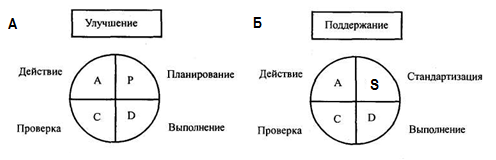 А
Улучшение
Действие
A
P
Планирование
Проверка
C
D
Выполнение
Б
Поддержание
Действие
A
S
Стандартизация
Проверка
C
D
Выполнение